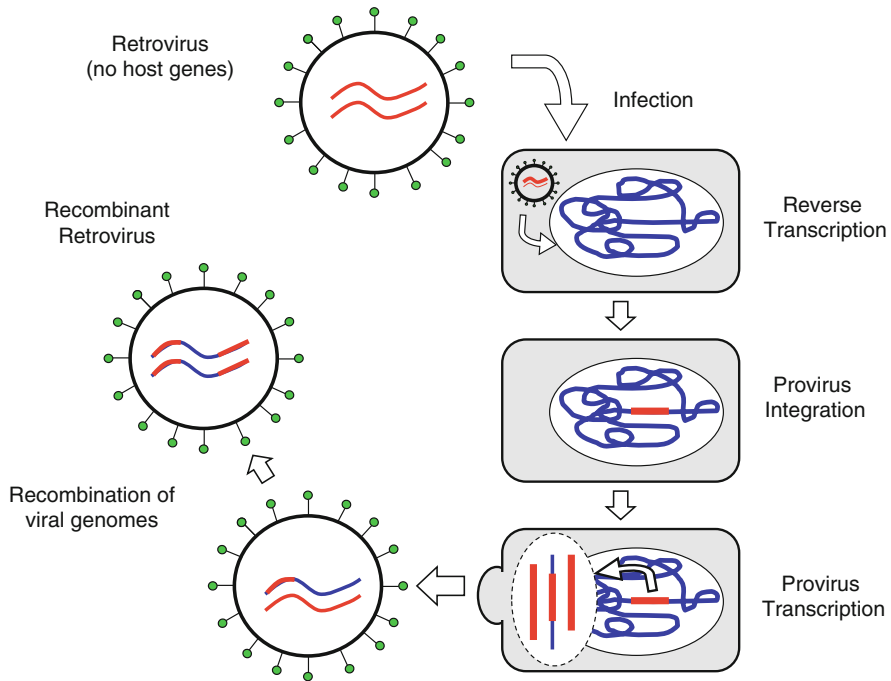 Retrovirus
(no host genes)
Infection
Reverse
Transcription
Recombinant
Retrovirus
Provirus
Integration
Recombination of
viral genomes
Provirus
Transcription